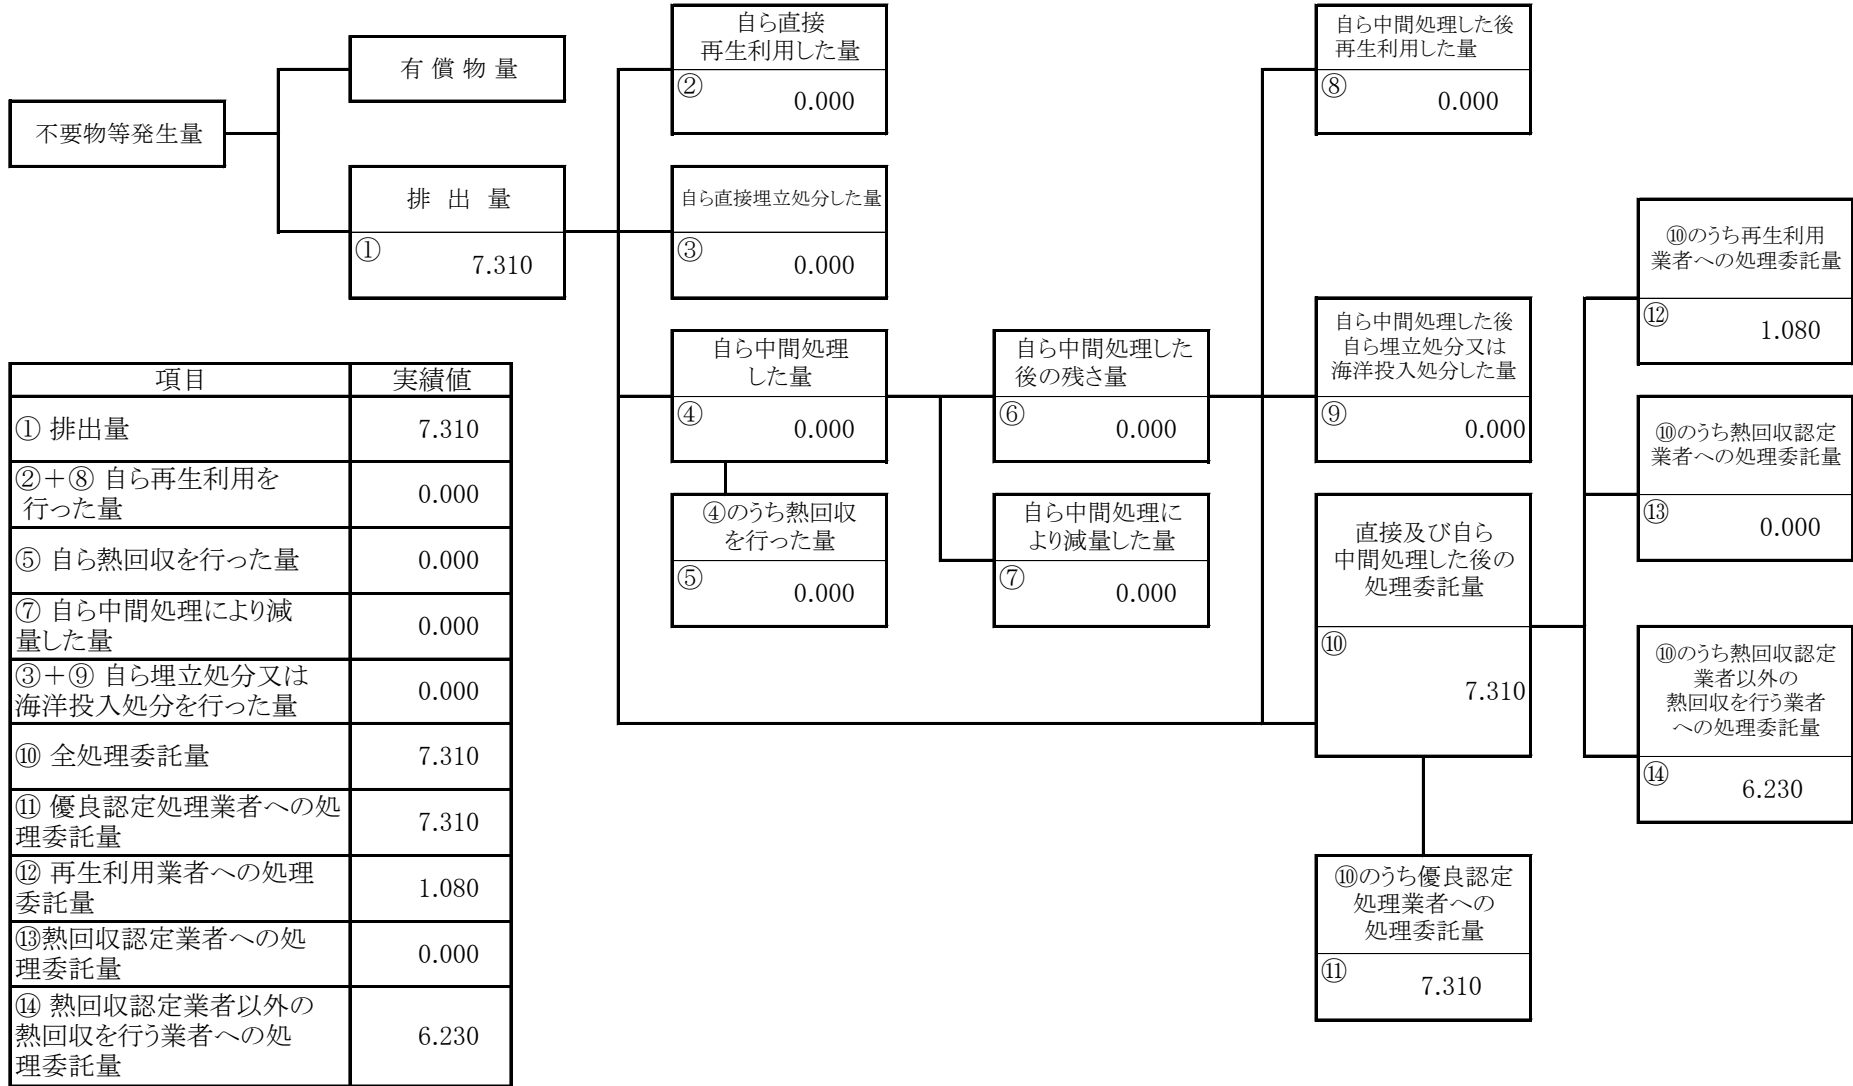 不要物等発生量
有 償 物 量
排 出 量
①
7.310
自ら直接
再生利用した量
②
0.000
自ら直接埋立処分した量
③
0.000
自ら中間処理
した量
④
0.000
④のうち熱回収
を行った量
⑤
0.000
自ら中間処理した
後の残さ量
⑥
0.000
自ら中間処理に
より減量した量
⑦
0.000
自ら中間処理した後
再生利用した量
⑧
0.000
自ら中間処理した後
自ら埋立処分又は
海洋投入処分した量
⑨
0.000
直接及び自ら
中間処理した後の
処理委託量
⑩
7.310
⑩のうち優良認定
処理業者への
処理委託量
⑪
7.310
⑩のうち再生利用
業者への処理委託量
⑫
1.080
⑩のうち熱回収認定
業者への処理委託量
⑬
0.000
⑩のうち熱回収認定
業者以外の
熱回収を行う業者
への処理委託量
⑭
6.230
項目 実績値
① 排出量 7.310
②+⑧ 自ら再生利用を
行った量 0.000
⑤ 自ら熱回収を行った量 0.000
⑦ 自ら中間処理により減
量した量 0.000
③+⑨ 自ら埋立処分又は
海洋投入処分を行った量 0.000
⑩ 全処理委託量 7.310
⑪ 優良認定処理業者への処
理委託量 7.310
⑫ 再生利用業者への処理
委託量 1.080
⑬熱回収認定業者への処
理委託量 0.000
⑭ 熱回収認定業者以外の
熱回収を行う業者への処
理委託量 6.230